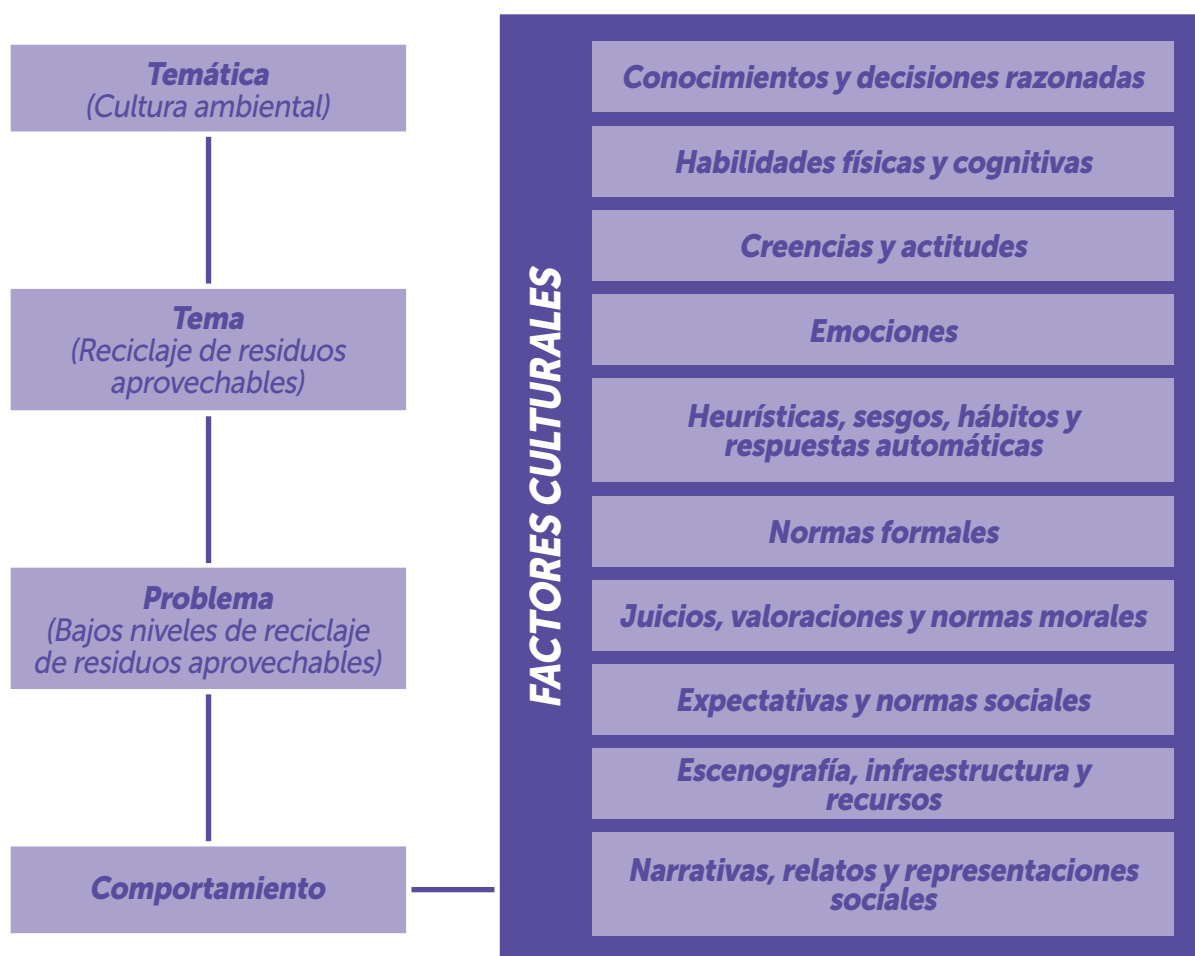 Temática
(Cultura ambiental)
Tema
(Reciclaje de residuos
aprovechables)
Problema
(Bajos niveles de reciclaje
de residuos aprovechables)
Comportamiento
FACTORES CULTURALES
Conocimientos y decisiones razonadas
Habilidades físicas y cognitivas
Creencias y actitudes
Emociones
Heurísticas, sesgos, hábitos y
respuestas automáticas
Normas formales
Juicios, valoraciones y normas morales
Expectativas y normas sociales
Escenografía, infraestructura y
recursos
Narrativas, relatos y representaciones
sociales